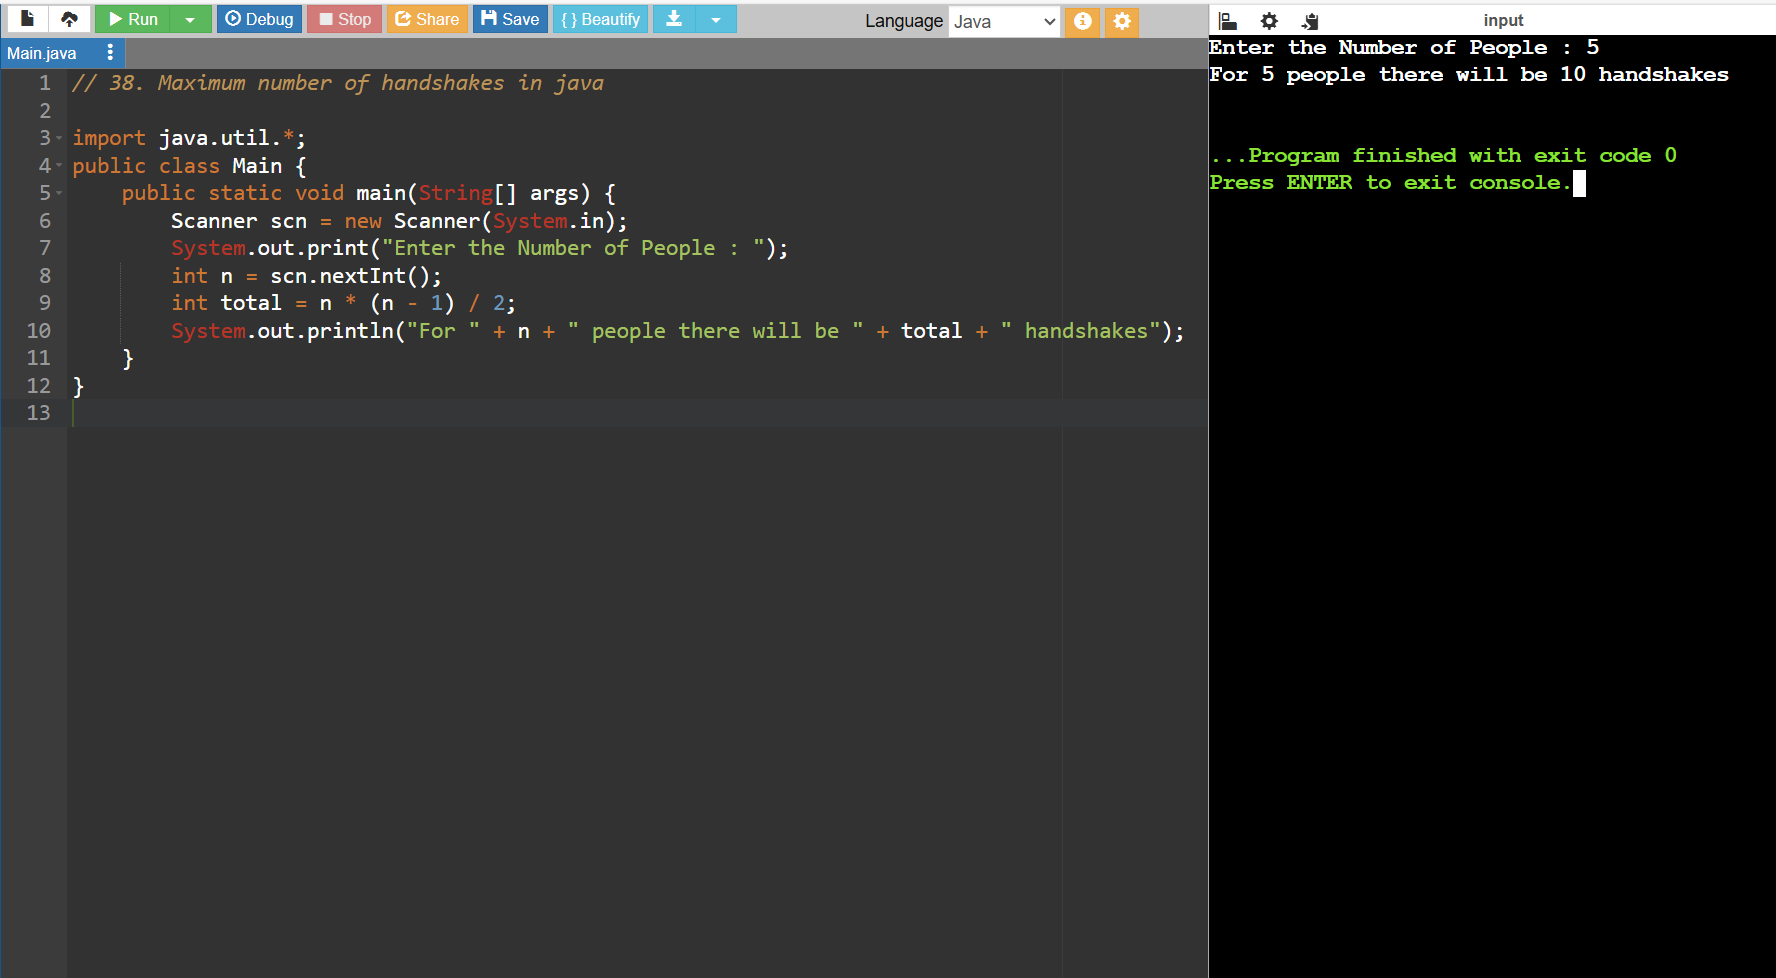 Run Debug Stop Share Save { } Beautify Language Java
input
Main.java
1 // 38. Maximum number of handshakes in java
2
3 import java.util.*;
4 public class Main {
5     public static void main(String[] args) {
6         Scanner scn = new Scanner(System.in);
7         System.out.print("Enter the Number of People : ");
8         int n = scn.nextInt();
9         int total = n * (n - 1) / 2;
10         System.out.println("For " + n + " people there will be " + total + " handshakes");
11     }
12 }
13
Enter the Number of People : 5
For 5 people there will be 10 handshakes
...Program finished with exit code 0
Press ENTER to exit console.